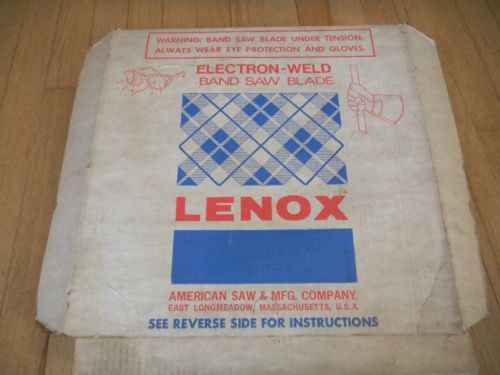 WARNING: BAND SAW BLADE UNDER TENSION.
ALWAYS WEAR EYE PROTECTION AND GLOVES.
ELECTRON-WELD
BAND SAW BLADE
LENOX®
AMERICAN SAW & MFG. COMPANY.
EAST LONGMEADOW, MASSACHUSETTS, U.S.A.
SEE REVERSE SIDE FOR INSTRUCTIONS